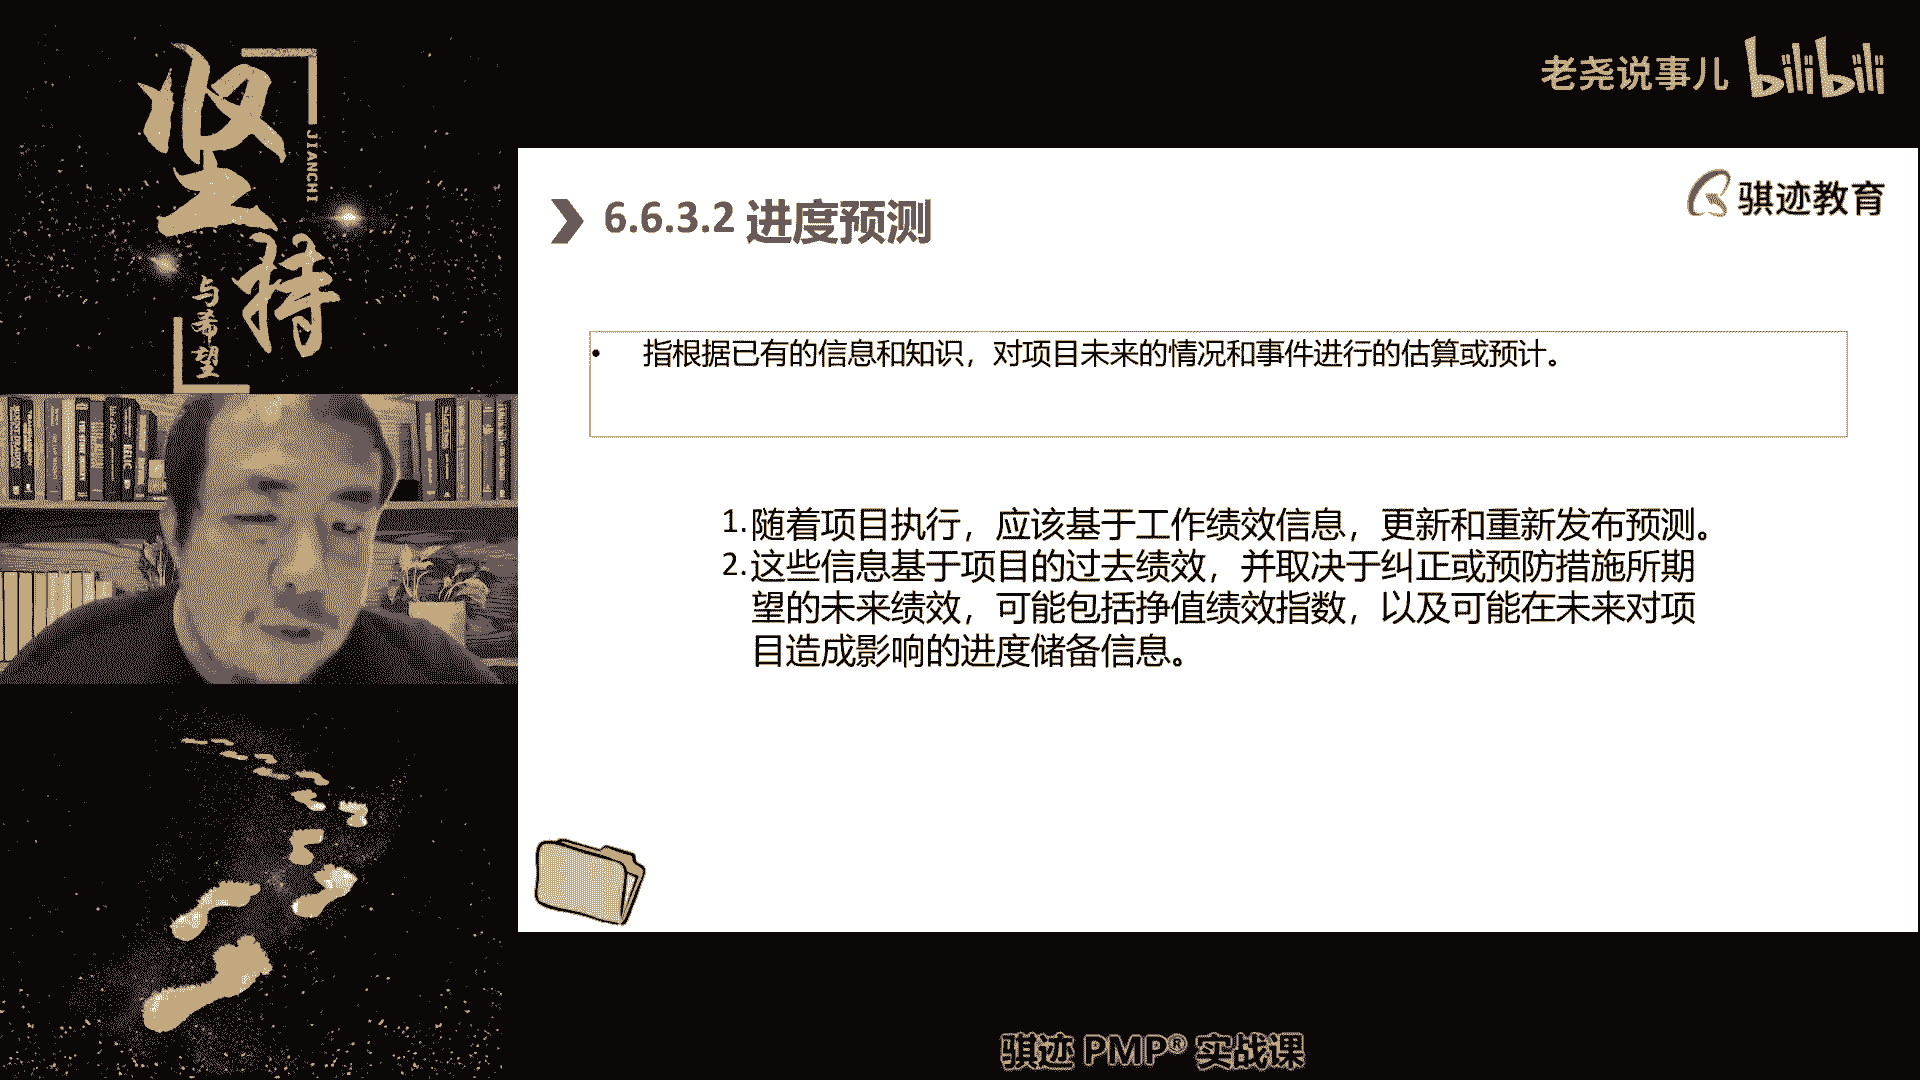 坚持
JIANCHI
与希望
老尧说事儿 bilibili
骐迹教育
6.6.3.2 进度预测
• 指根据已有的信息和知识，对项目未来的情况和事件进行的估算或预计。
1. 随着项目执行，应该基于工作绩效信息，更新和重新发布预测。
2. 这些信息基于项目的过去绩效，并取决于纠正或预防措施所期
望的未来绩效，可能包括挣值绩效指数，以及可能在未来对项
目造成影响的进度储备信息。
骐迹 PMP® 实战课